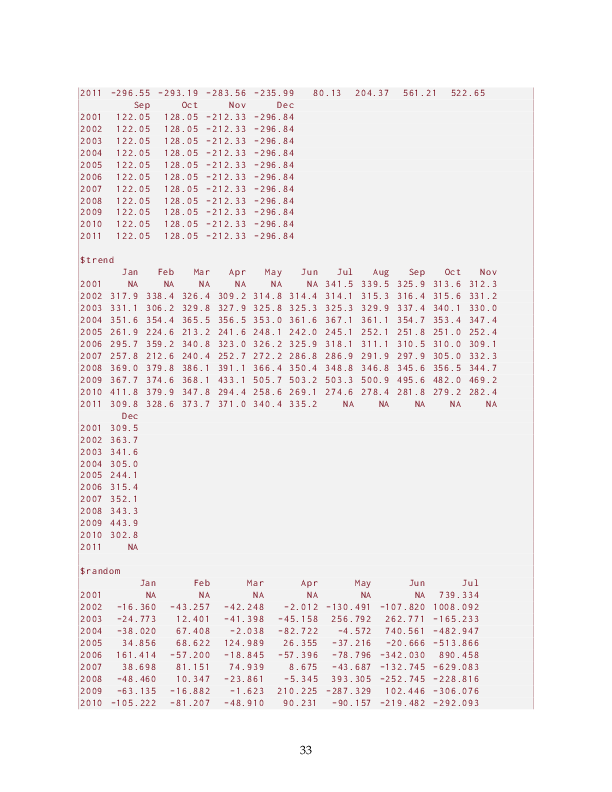 2011 -296.55 -293.19 -283.56 -235.99 80.13 204.37 561.21 522.65
Sep Oct Nov Dec
2001 122.05 128.05 -212.33 -296.84
2002 122.05 128.05 -212.33 -296.84
2003 122.05 128.05 -212.33 -296.84
2004 122.05 128.05 -212.33 -296.84
2005 122.05 128.05 -212.33 -296.84
2006 122.05 128.05 -212.33 -296.84
2007 122.05 128.05 -212.33 -296.84
2008 122.05 128.05 -212.33 -296.84
2009 122.05 128.05 -212.33 -296.84
2010 122.05 128.05 -212.33 -296.84
2011 122.05 128.05 -212.33 -296.84
$trend
Jan Feb Mar Apr May Jun Jul Aug Sep Oct Nov
2001 NA NA NA NA NA NA 341.5 339.5 325.9 313.6 312.3
2002 317.9 338.4 326.4 309.2 314.8 314.4 314.1 315.3 316.4 315.6 331.2
2003 331.1 306.2 329.8 327.9 325.8 325.3 325.3 329.9 337.4 340.1 330.0
2004 351.6 354.4 365.5 356.5 353.0 361.6 367.1 361.1 354.7 353.4 347.4
2005 261.9 224.6 213.2 241.6 248.1 242.0 245.1 252.1 251.8 251.0 252.4
2006 295.7 359.2 340.8 323.0 326.2 325.9 318.1 311.1 310.5 310.0 309.1
2007 257.8 212.6 240.4 252.7 272.2 286.8 286.9 291.9 297.9 305.0 332.3
2008 369.0 379.8 386.1 391.1 366.4 350.4 348.8 346.8 345.6 356.5 344.7
2009 367.7 374.6 368.1 433.1 505.7 503.2 503.3 500.9 495.6 482.0 469.2
2010 411.8 379.9 347.8 294.4 258.6 269.1 274.6 278.4 281.8 279.2 282.4
2011 309.8 328.6 373.7 371.0 340.4 335.2 NA NA NA NA NA
Dec
2001 309.5
2002 363.7
2003 341.6
2004 305.0
2005 244.1
2006 315.4
2007 352.1
2008 343.3
2009 443.9
2010 302.8
2011 NA
$random
Jan Feb Mar Apr May Jun Jul
2001 NA NA NA NA NA NA 739.334
2002 -16.360 -43.257 -42.248 -2.012 -130.491 -107.820 1008.092
2003 -24.773 12.401 -41.398 -45.158 256.792 262.771 -165.233
2004 -38.020 67.408 -2.038 -82.722 -4.572 740.561 -482.947
2005 34.856 68.622 124.989 26.355 -37.216 -20.666 -513.866
2006 161.414 -57.200 -18.845 -57.396 -78.796 -342.030 890.458
2007 38.698 81.151 74.939 8.675 -43.687 -132.745 -629.083
2008 -48.460 10.347 -23.861 -5.345 393.305 -252.745 -228.816
2009 -63.135 -16.882 -1.623 210.225 -287.329 102.446 -306.076
2010 -105.222 -81.207 -48.910 90.231 -90.157 -219.482 -292.093
33